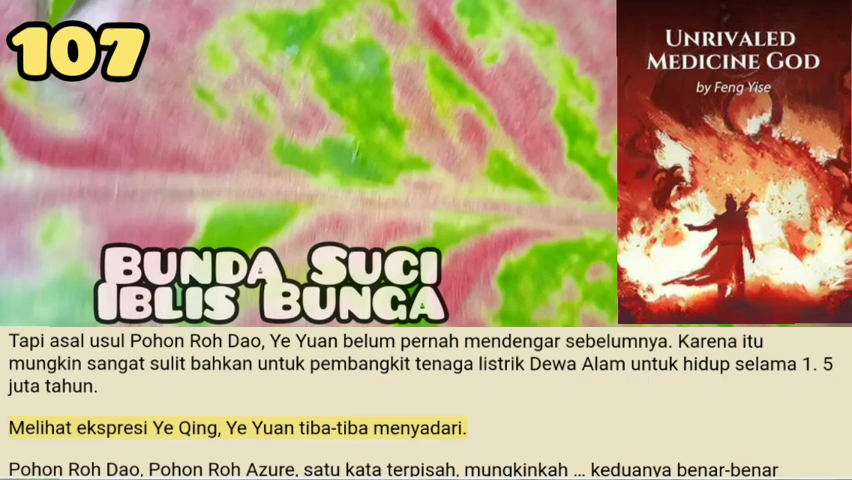 107
UNRIVALED
MEDICINE GOD
by Feng Yise
BUNDA SUCI
IBLIS BUNGA
Tapi asal usul Pohon Roh Dao, Ye Yuan belum pernah mendengar sebelumnya. Karena itu
mungkin sangat sulit bahkan untuk pembangkit tenaga listrik Dewa Alam untuk hidup selama 1. 5
juta tahun.
Melihat ekspresi Ye Qing, Ye Yuan tiba-tiba menyadari.
Pohon Roh Dao, Pohon Roh Azure, satu kata terpisah, mungkinkah ... keduanya benar-benar